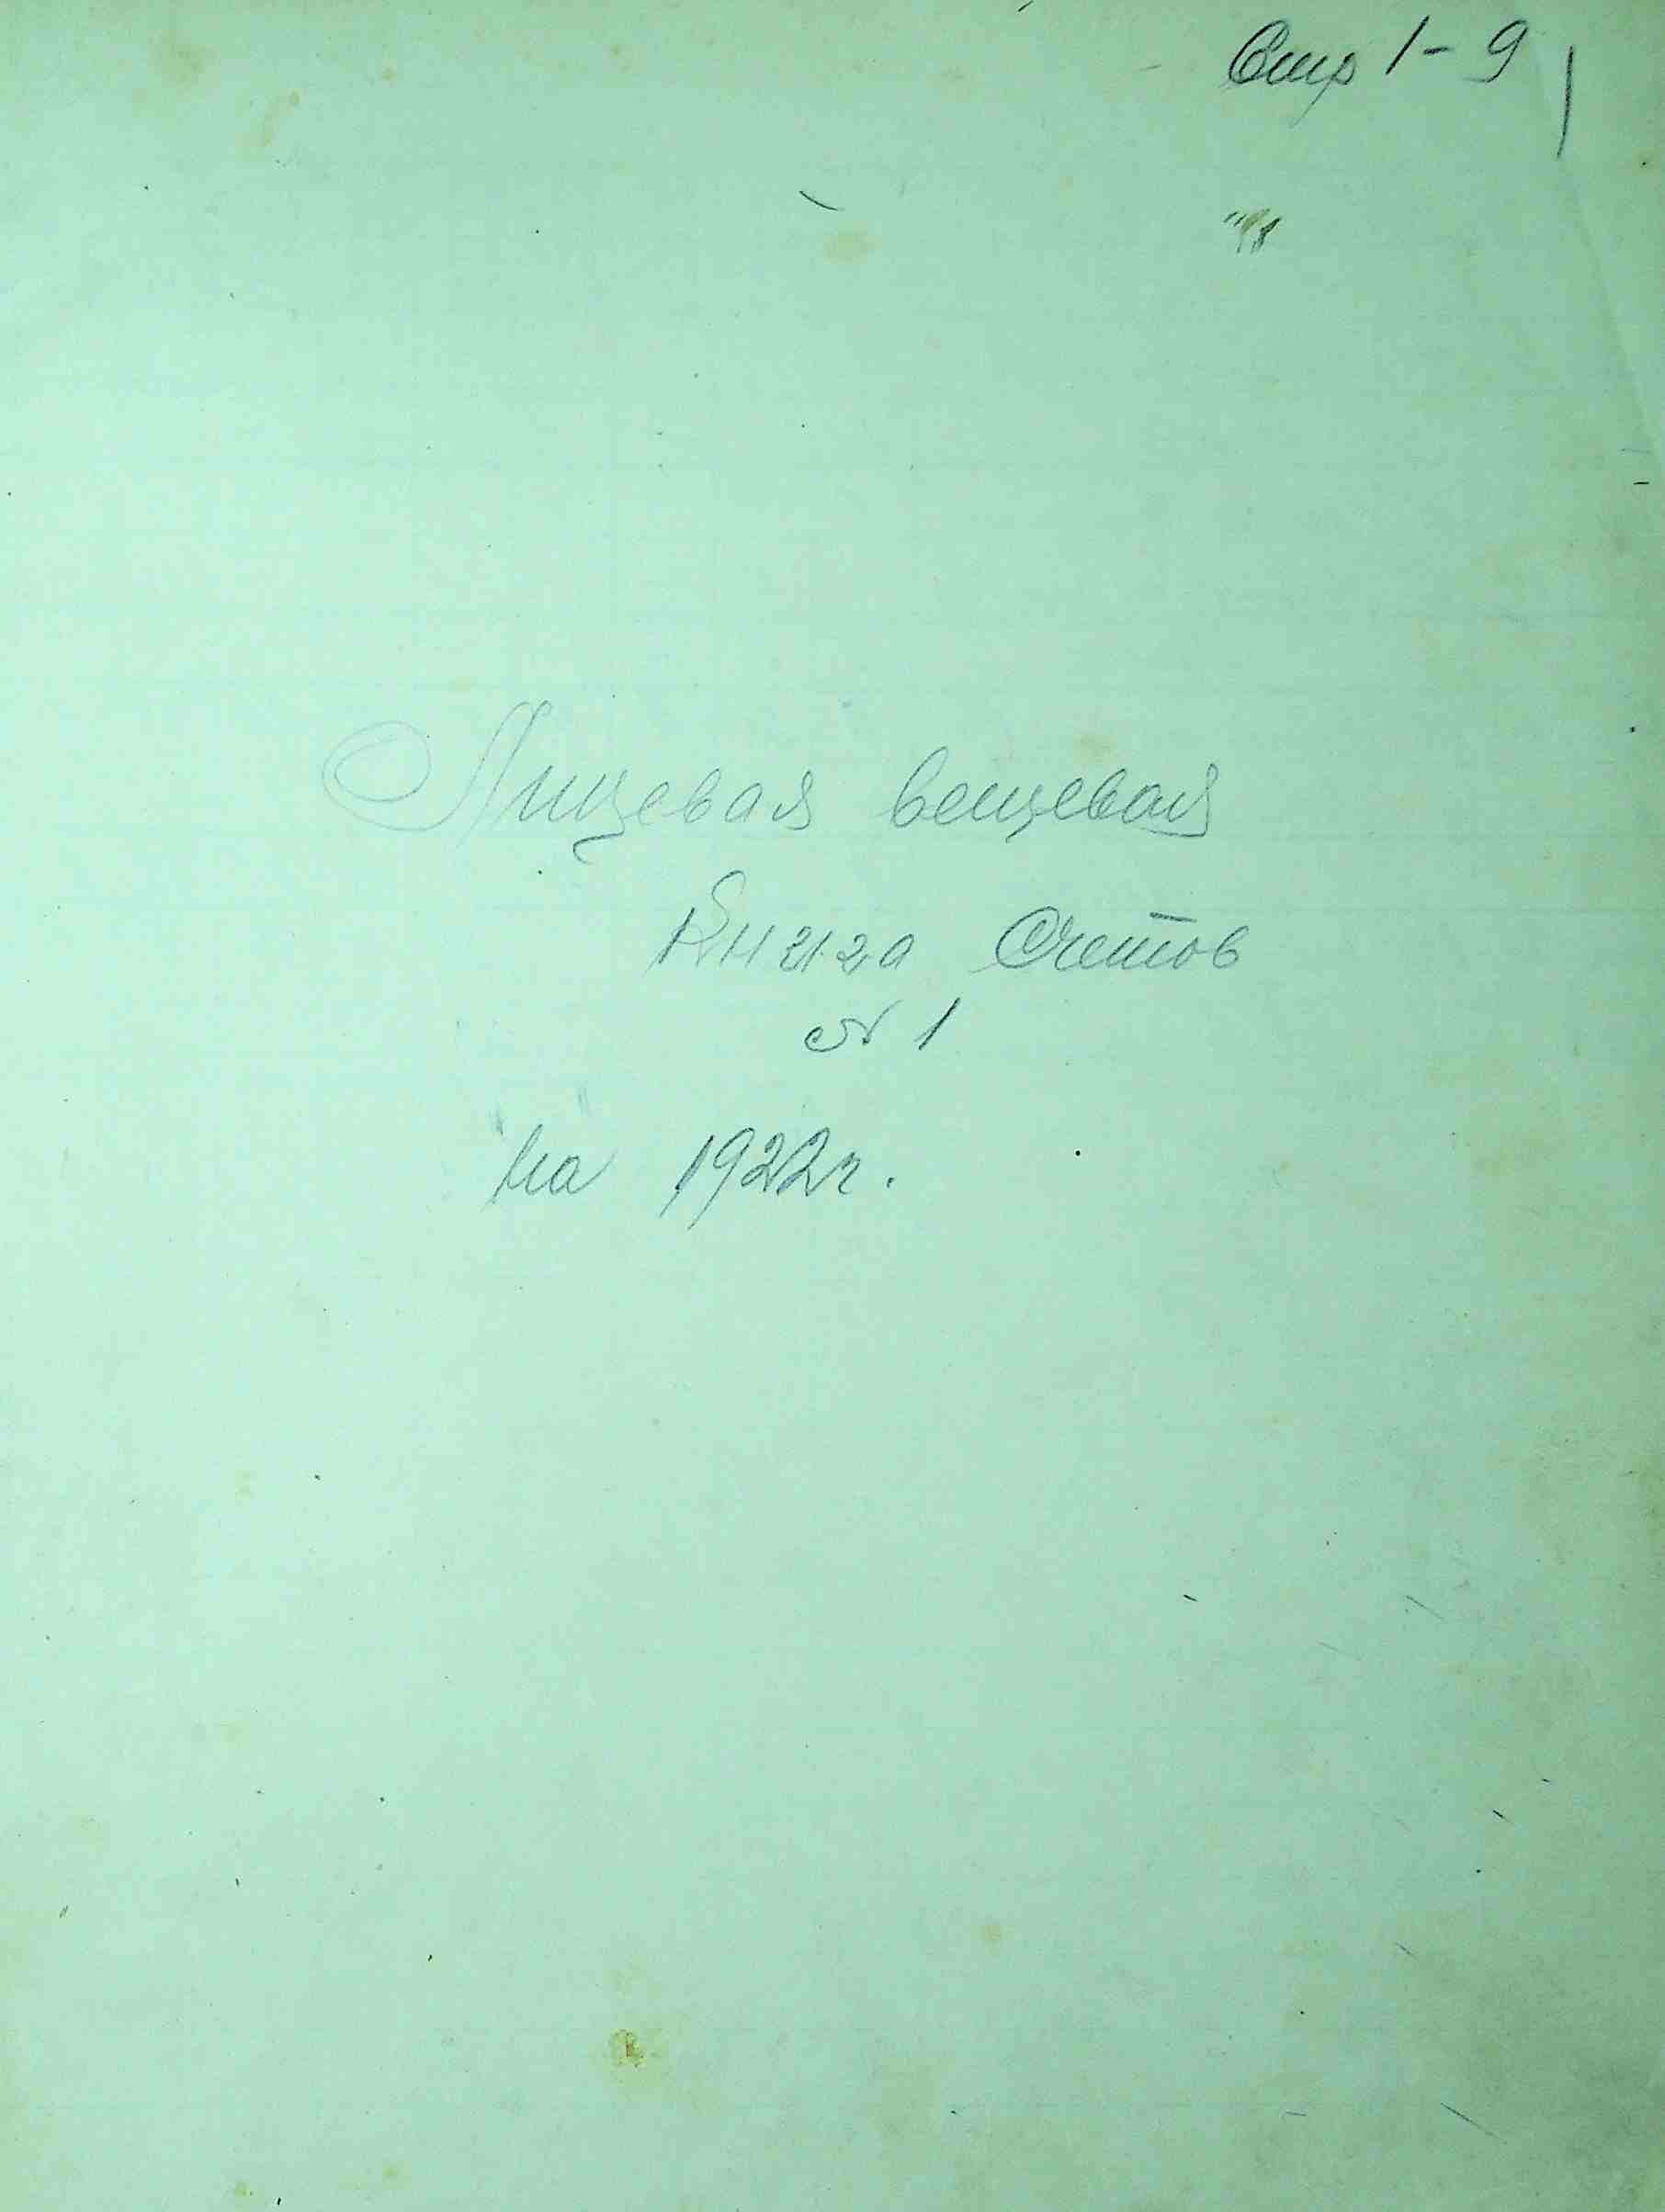 Стр 1-9
Лицевая вещевая
Книга Счетов
№ 1
на 1922г.